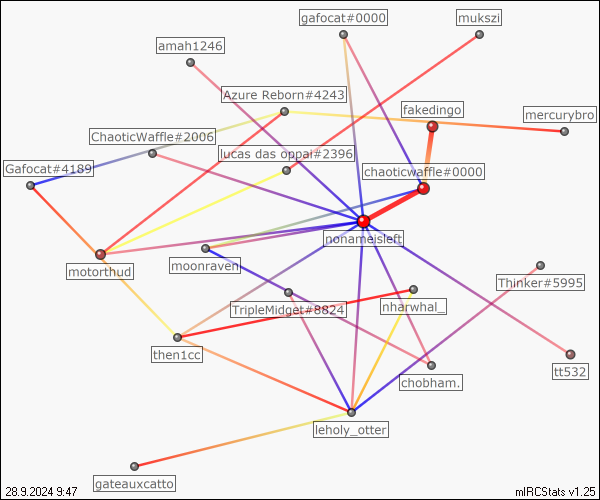 gafocat#0000
mukszi
amah1246
Azure Reborn#4243
fakedingo
mercurybro
ChaoticWaffle#2006
lucas das oppai#2396
Gafocat#4189
chaoticwaffle#0000
nonameisleft
motorthud
moonraven
Thinker#5995
TripleMidget#8824
nharwhal_
then1cc
chobham.
tt532
leholy_otter
gateauxcatto
28.9.2024 9:47
mIRCStats v1.25